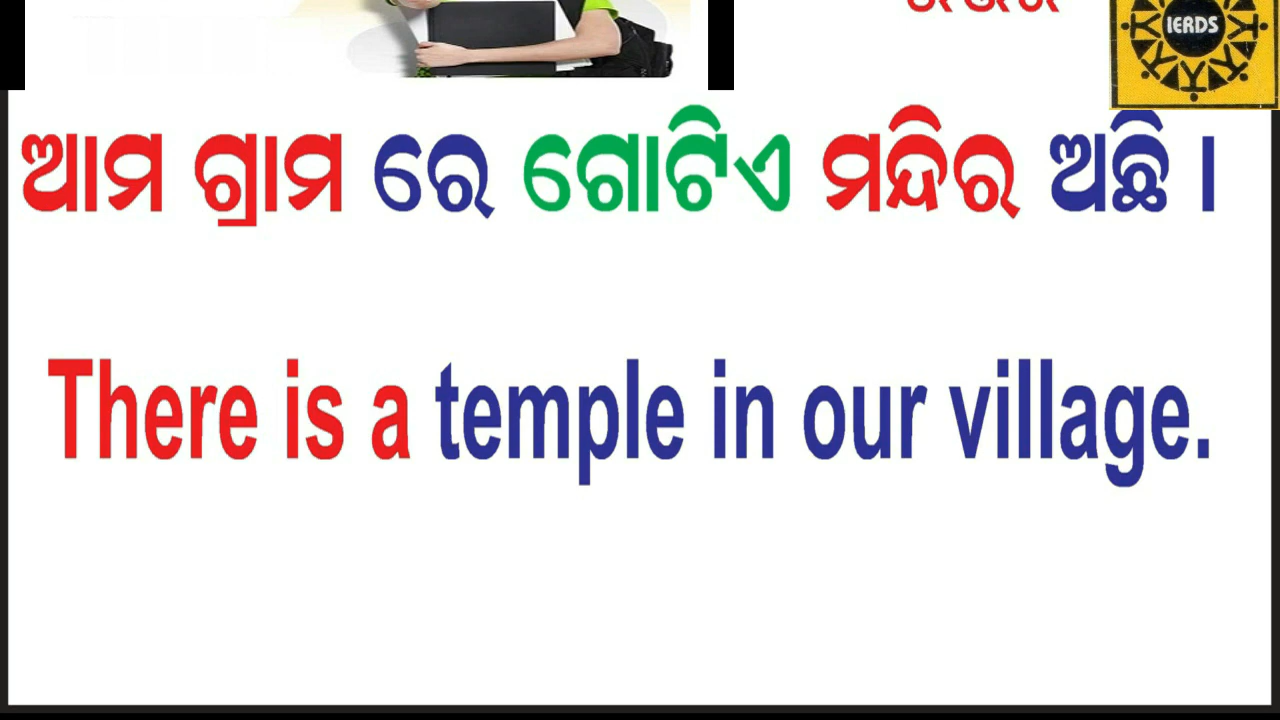 IERDS
ଆମ ଗ୍ରାମ ରେ ଗୋଟିଏ ମନ୍ଦିର ଅଛି ।
There is a temple in our village.